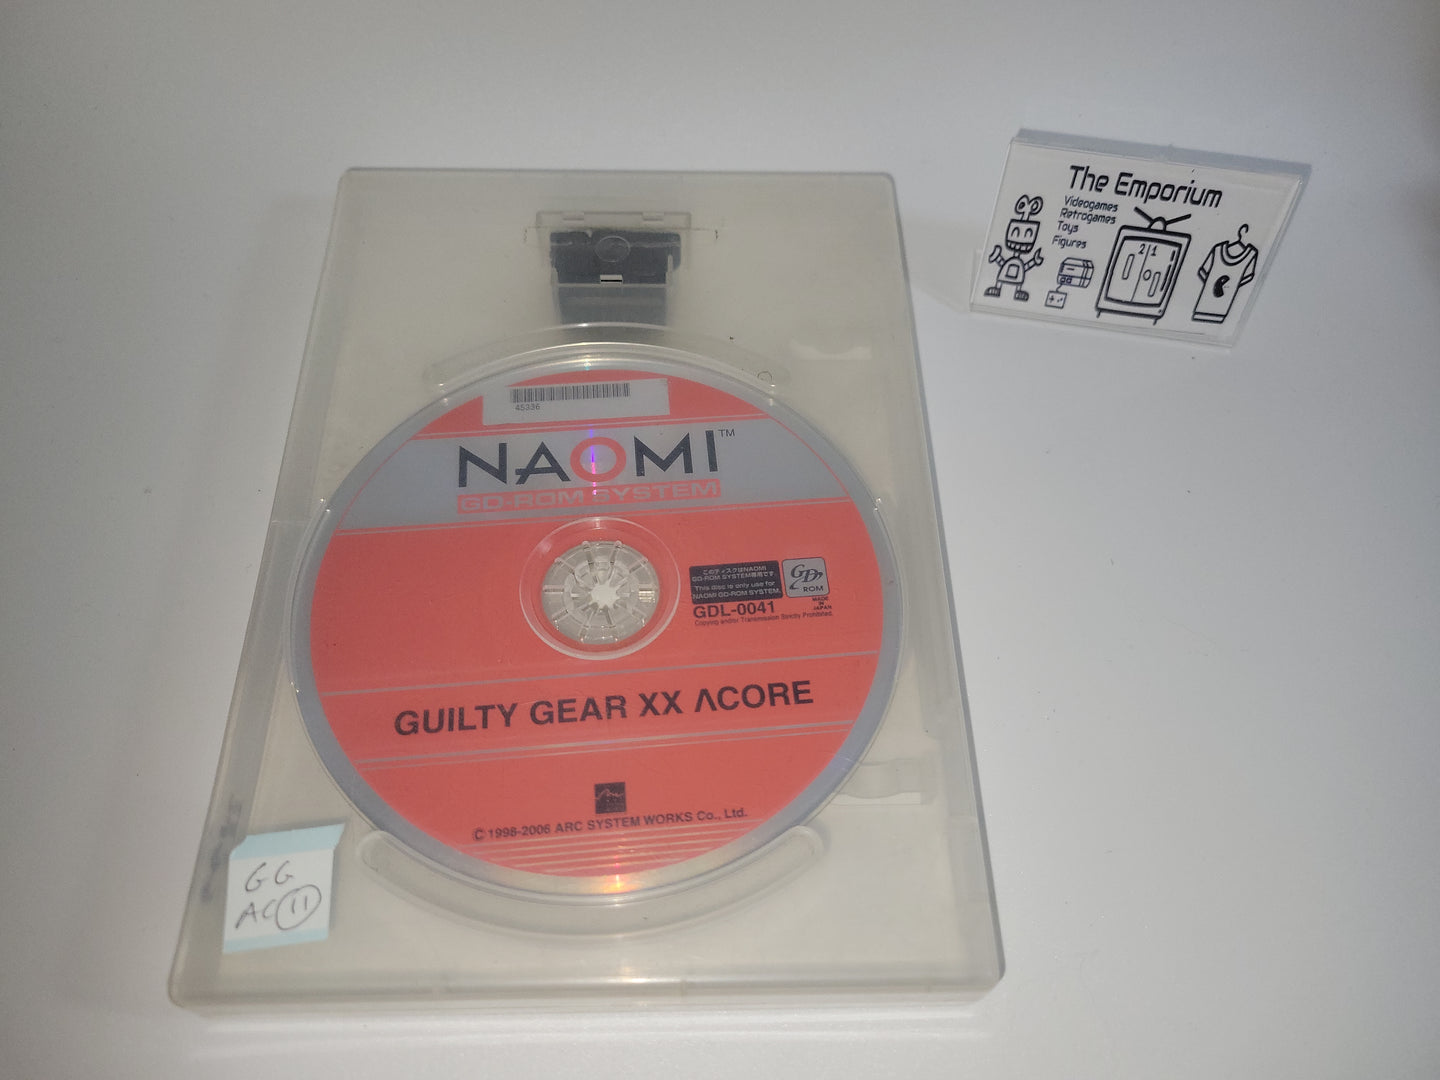 The Emporium
Videogames
Retrogames
Toys
Figures
2 1
45336
NAOMI™
GD-ROM SYSTEM
このディスクはNAOMI
GD-ROM SYSTEM専用です
This disc is only use for
NAOMI GD-ROM SYSTEM.
GD
ROM
MADE
IN
JAPAN
GDL-0041
Copying and/or Transmission Strictly Prohibited.
GUILTY GEAR XX ΛCORE
© 1998-2006 ARC SYSTEM WORKS Co., Ltd.
GG
AC 11